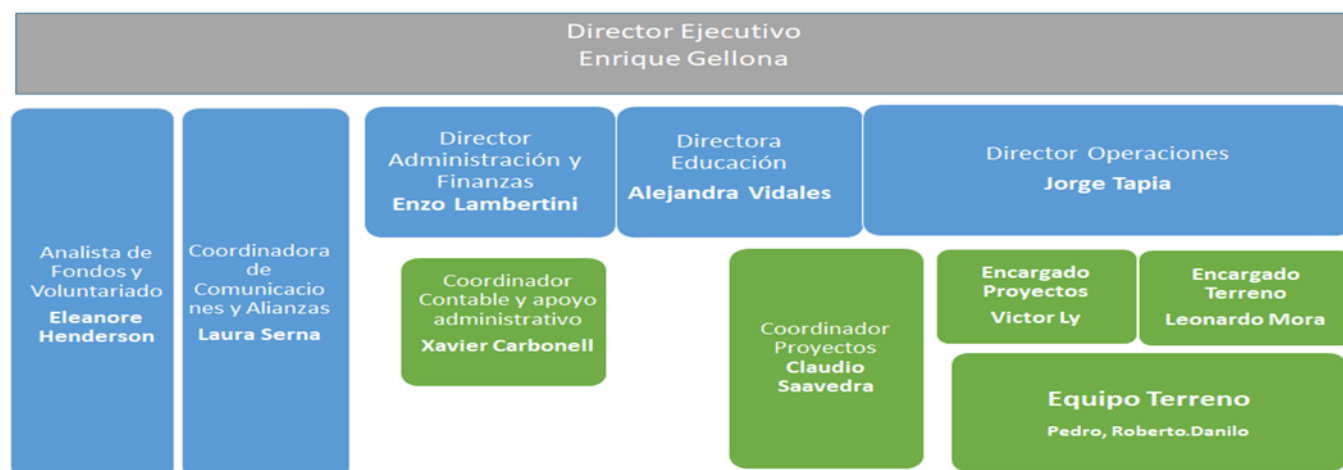 Director Ejecutivo
Enrique Gellona
Analista de
Fondos y
Voluntariado
Eleanore
Henderson
Coordinadora
de
Comunicacio
nes y Alianzas
Laura Serna
Director
Administración y
Finanzas
Enzo Lambertini
Coordinador
Contable y apoyo
administrativo
Xavier Carbonell
Directora
Educación
Alejandra Vidales
Coordinador
Proyectos
Claudio
Saavedra
Director Operaciones
Jorge Tapia
Encargado
Proyectos
Victor Ly
Encargado
Terreno
Leonardo Mora
Equipo Terreno
Pedro, Roberto.Danilo